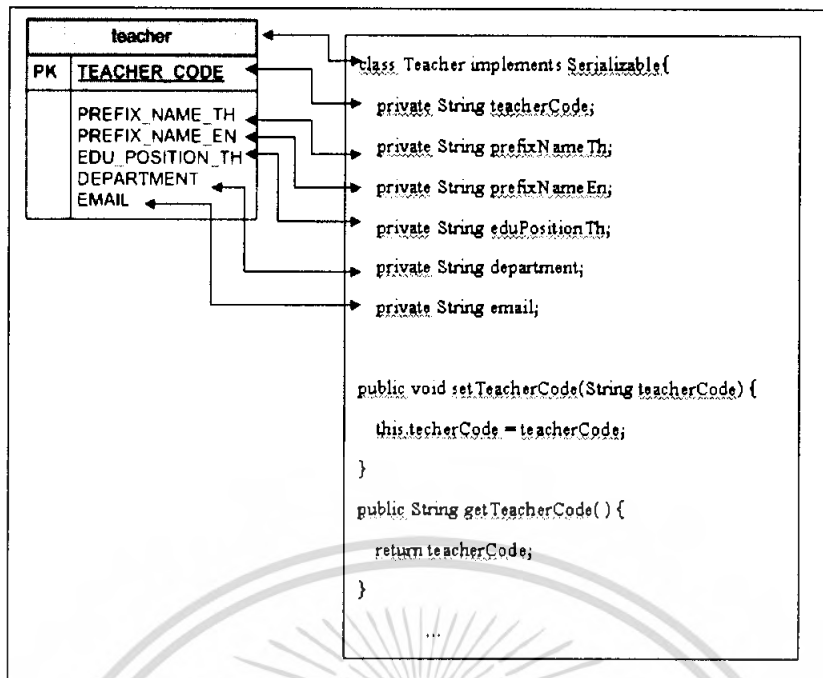 teacher
PK TEACHER_CODE
PREFIX_NAME_TH
PREFIX_NAME_EN
EDU_POSITION_TH
DEPARTMENT
EMAIL
class Teacher implements Serializable{
private String teacherCode;
private String prefixNameTh;
private String prefixNameEn;
private String eduPositionTh;
private String department;
private String email;
public void setTeacherCode(String teacherCode) {
this.techerCode = teacherCode;
}
public String getTeacherCode( ) {
return teacherCode;
}
...